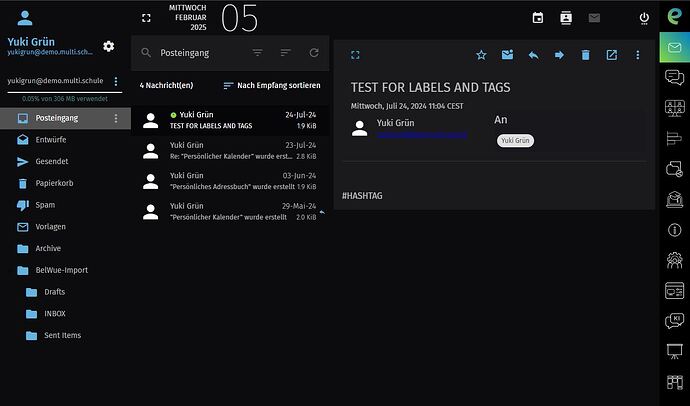 Yuki Grün
yukigrun@demo.multi.sch...
yukigrun@demo.multi.schule
0.05% von 306 MB verwendet
Posteingang
Entwürfe
Gesendet
Papierkorb
Spam
Vorlagen
Archive
BelWue-Import
Drafts
INBOX
Sent Items
MITTWOCH
FEBRUAR
2025
05
Posteingang
4 Nachricht(en)
Nach Empfang sortieren
Yuki Grün 24-Jul-24
TEST FOR LABELS AND TAGS 1.9 KiB
Yuki Grün 23-Jul-24
Re: "Persönlicher Kalender" wurde erst... 2.8 KiB
Yuki Grün 03-Jun-24
"Persönliches Adressbuch" wurde erstellt 1.9 KiB
Yuki Grün 29-Mai-24
"Persönlicher Kalender" wurde erstellt 2.0 KiB
TEST FOR LABELS AND TAGS
Mittwoch, Juli 24, 2024 11:04 CEST
Yuki Grün
An
Yuki Grün
#HASHTAG
KI